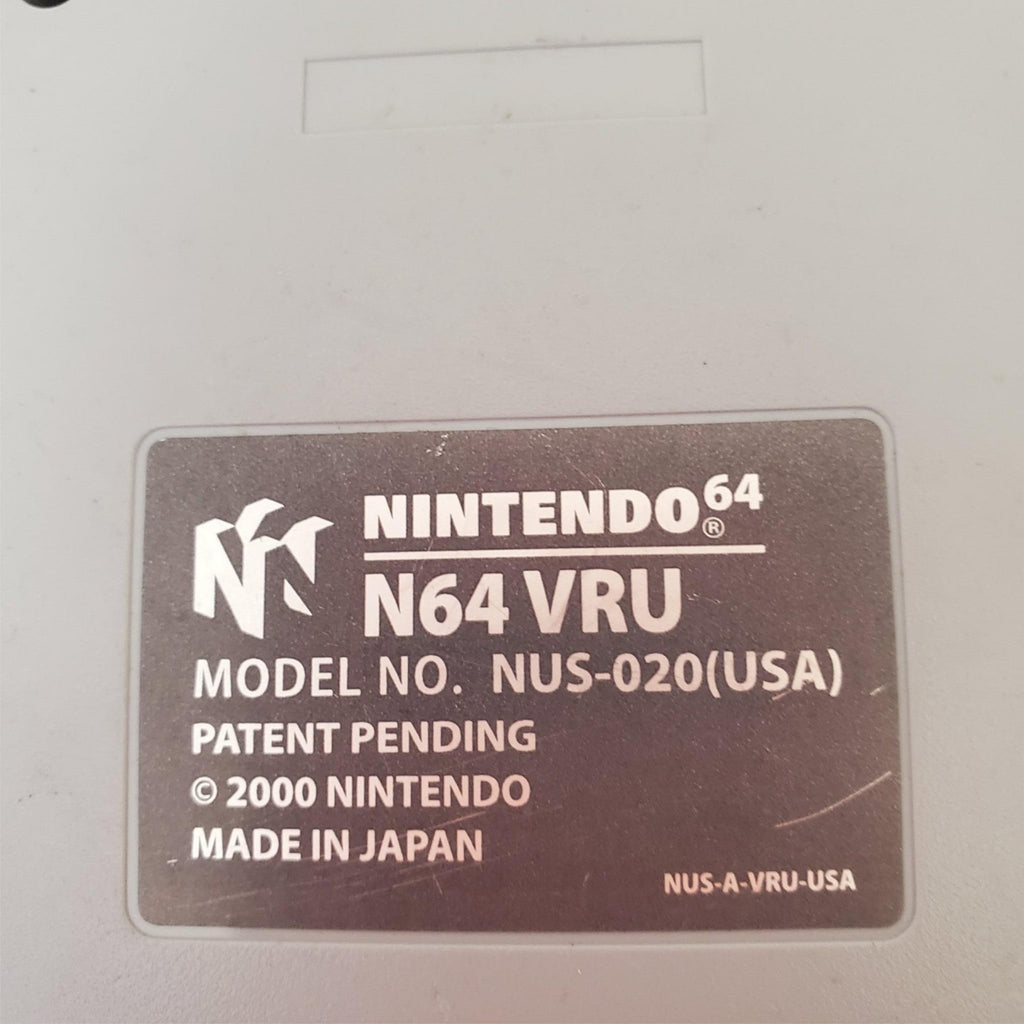 NINTENDO64®
N64 VRU
MODEL NO. NUS-020(USA)
PATENT PENDING
© 2000 NINTENDO
MADE IN JAPAN
NUS-A-VRU-USA